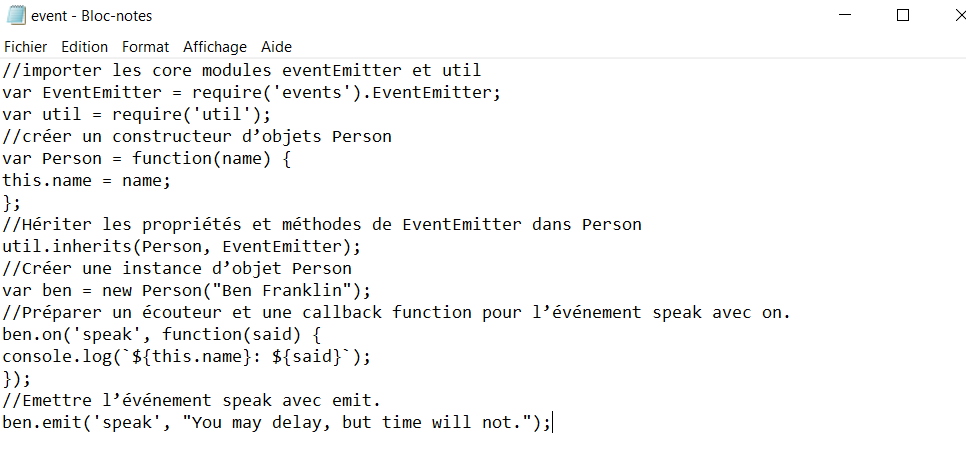 event - Bloc-notes
Fichier Edition Format Affichage Aide
//importer les core modules eventEmitter et util
var EventEmitter = require('events').EventEmitter;
var util = require('util');
//créer un constructeur d’objets Person
var Person = function(name) {
this.name = name;
};
//Hériter les propriétés et méthodes de EventEmitter dans Person
util.inherits(Person, EventEmitter);
//Créer une instance d’objet Person
var ben = new Person("Ben Franklin");
//Préparer un écouteur et une callback function pour l’événement speak avec on.
ben.on('speak', function(said) {
console.log(`${this.name}: ${said}`);
});
//Emettre l’événement speak avec emit.
ben.emit('speak', "You may delay, but time will not.");